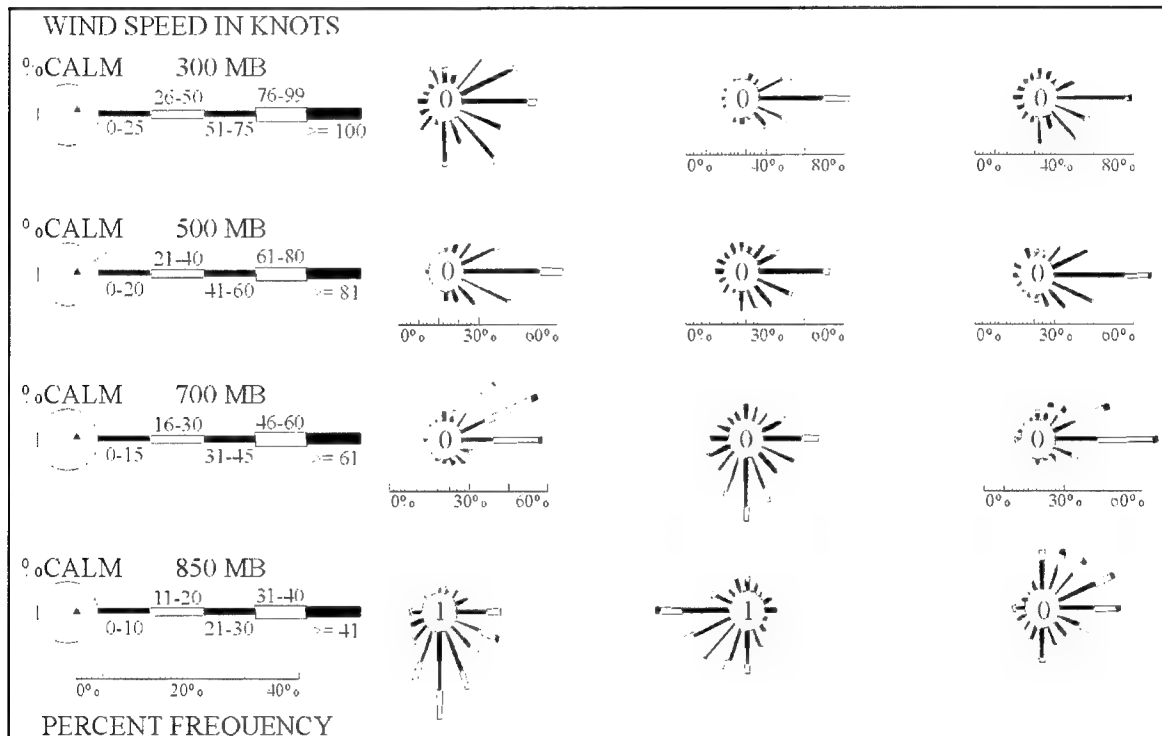 WIND SPEED IN KNOTS
%CALM 300 MB
26-50 76-99
0-25 51-75 >= 100
0 0 0
0% 40% 80% 0% 40% 80%
%CALM 500 MB
21-40 61-80
0-20 41-60 >= 81
0 0 0
0% 30% 60% 0% 30% 60% 0% 30% 60%
%CALM 700 MB
16-30 46-60
0-15 31-45 >= 61
0 0 0
0% 30% 60% 0% 30% 60%
%CALM 850 MB
11-20 31-40
0-10 21-30 >= 41
1 1 0
0% 20% 40%
PERCENT FREQUENCY